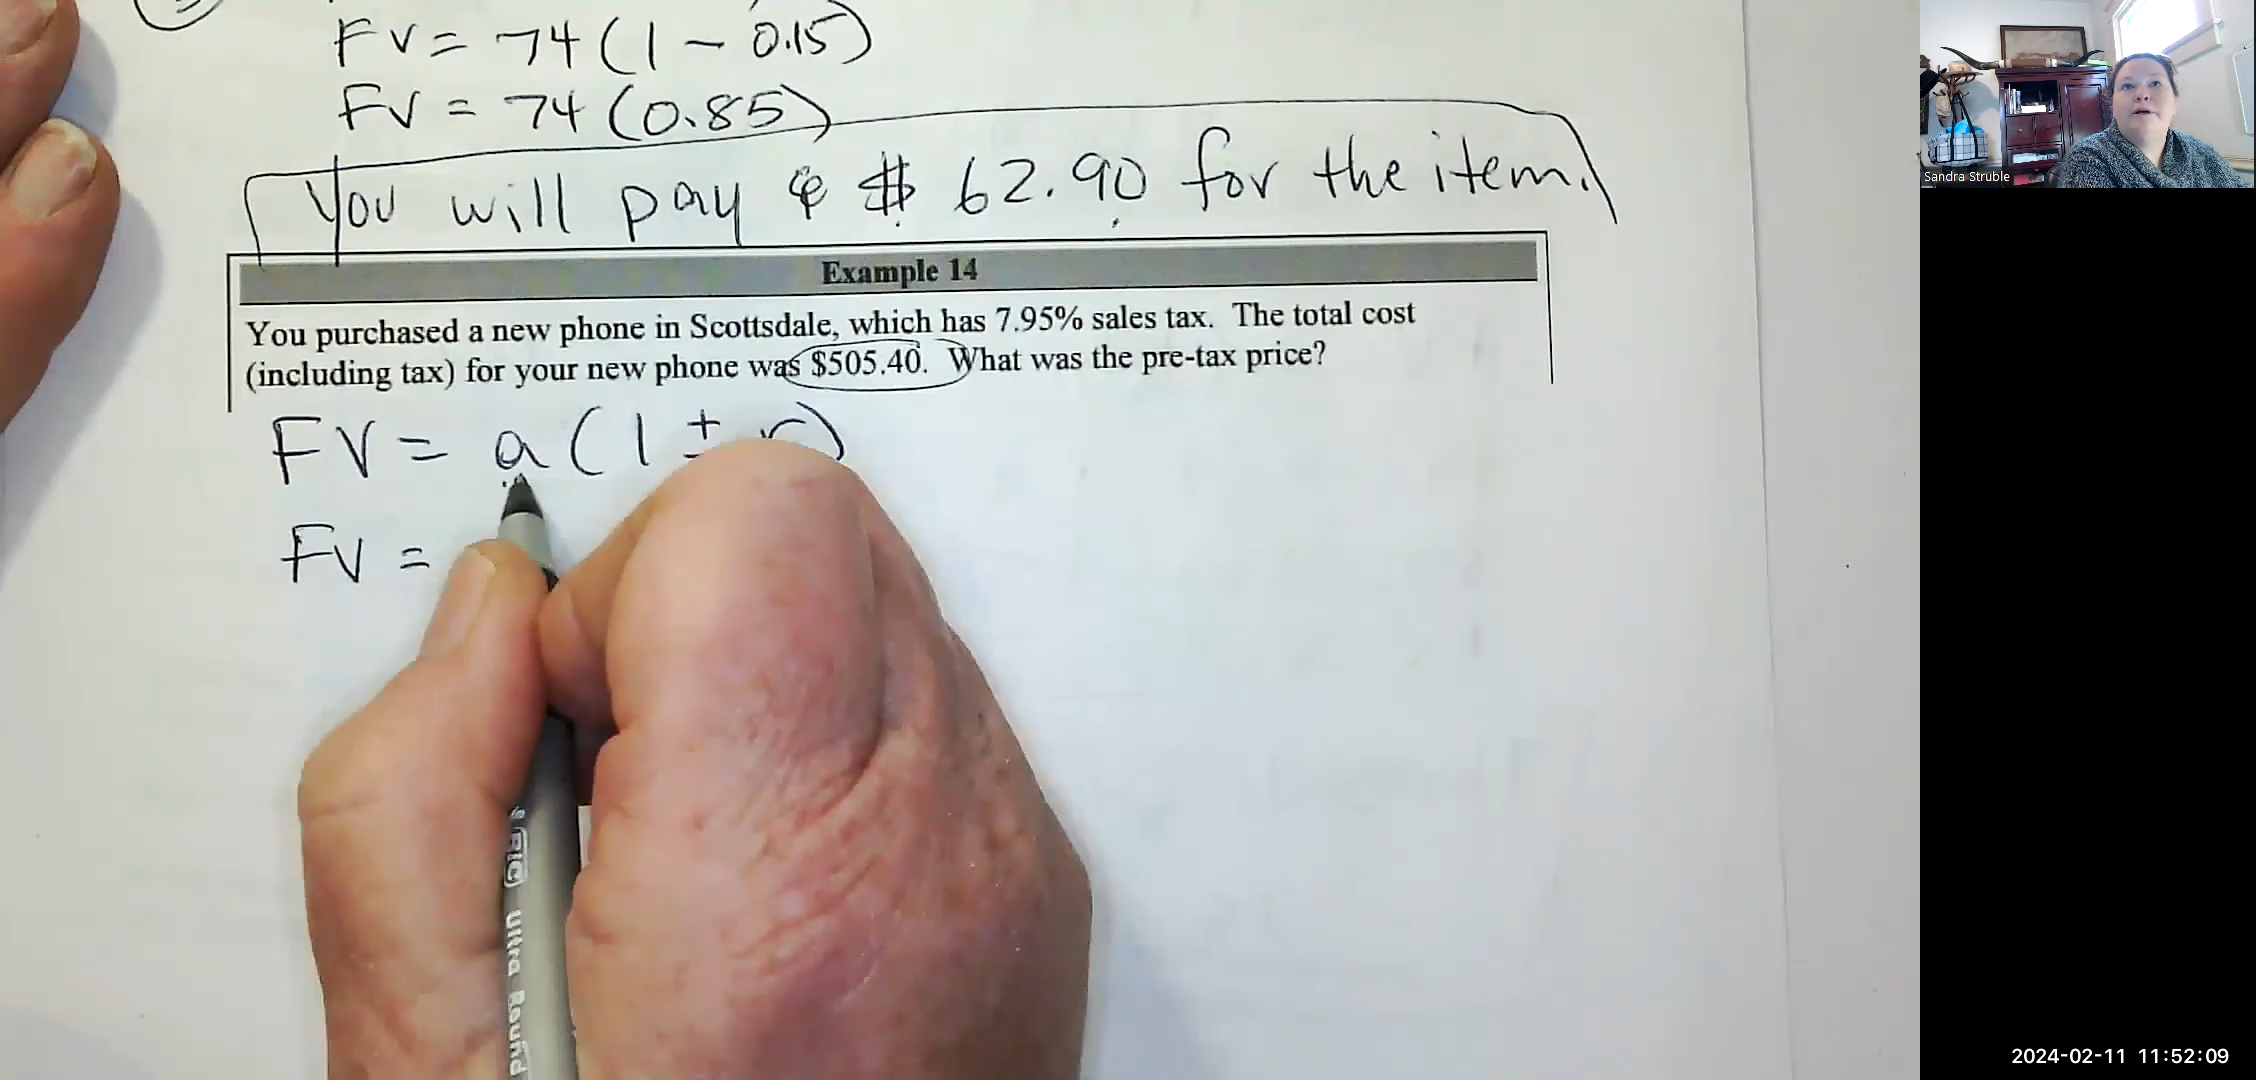 FV = 74 (1 - 0.15)
FV = 74 (0.85)
You will pay $ 62.90 for the item.
Example 14
You purchased a new phone in Scottsdale, which has 7.95% sales tax. The total cost
(including tax) for your new phone was $505.40. What was the pre-tax price?
FV = a (1 ± r)
FV =
BIC Ultra Round
Sandra Struble
2024-02-11 11:52:09